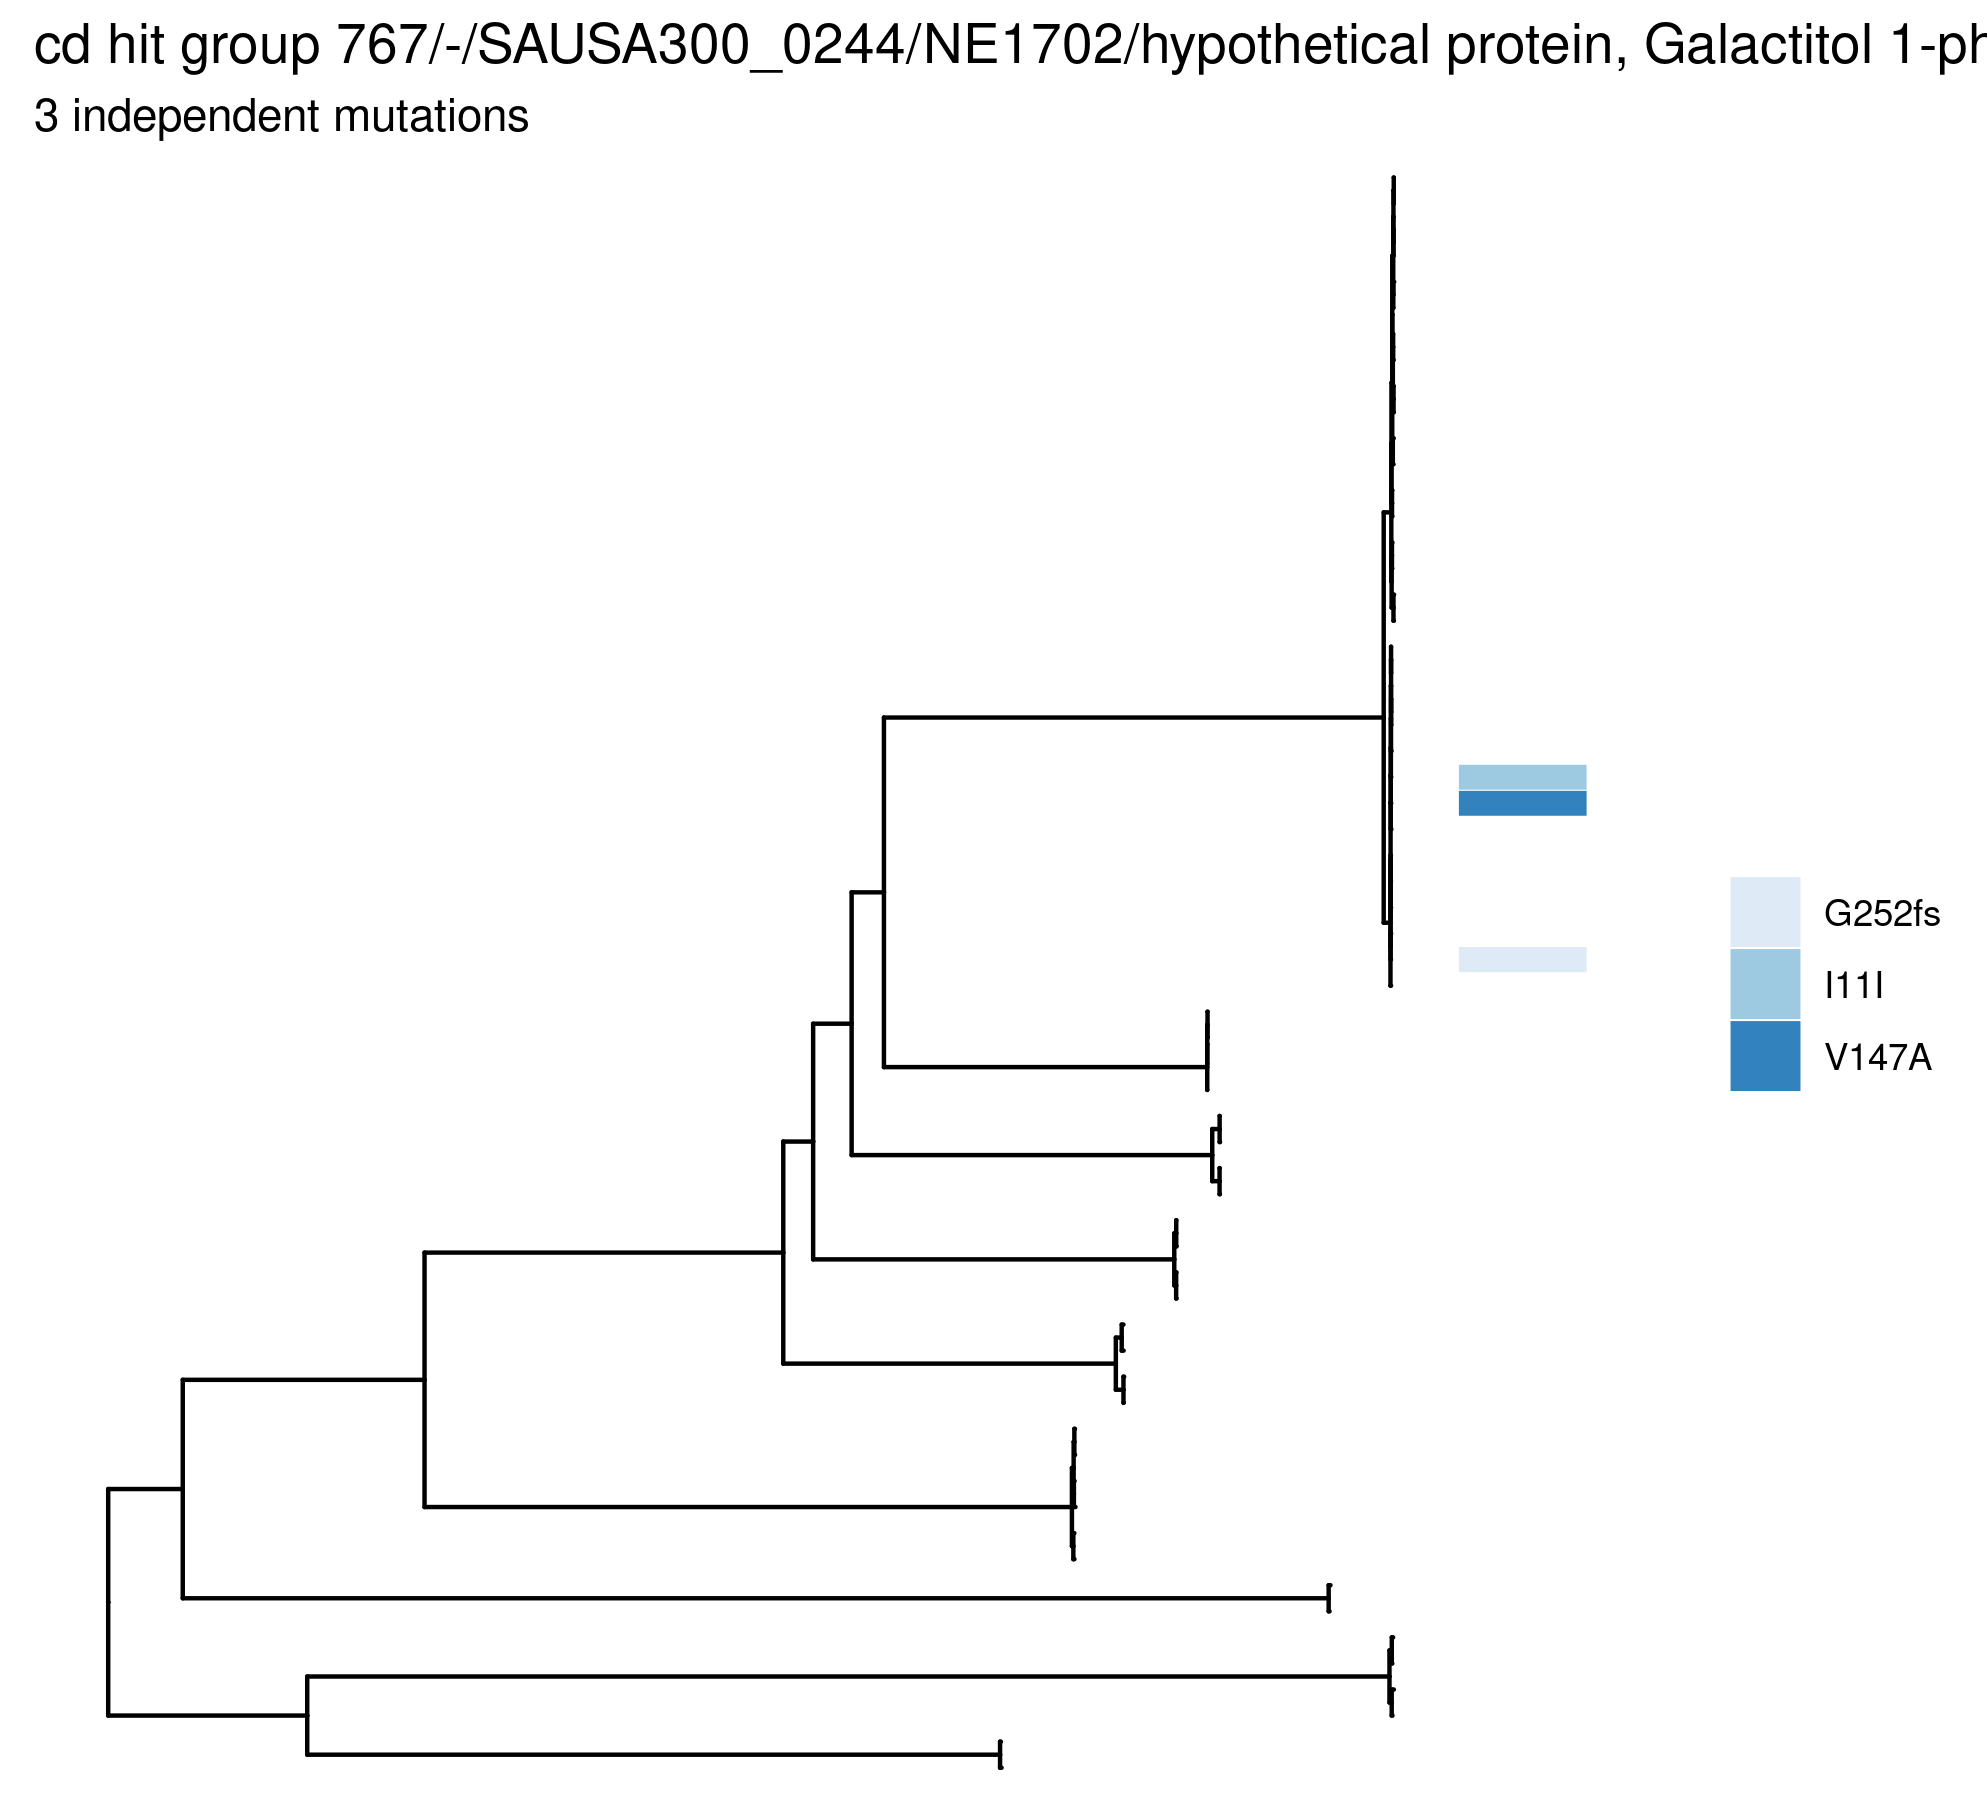 cd hit group 767/-/SAUSA300_0244/NE1702/hypothetical protein, Galactitol 1-ph
3 independent mutations
G252fs
I11I
V147A